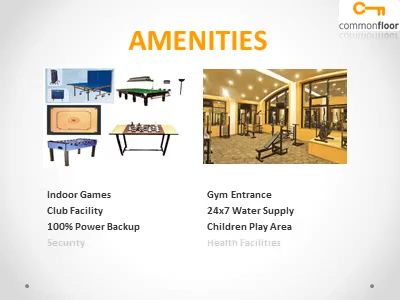 commonfloor
AMENITIES
Indoor Games
Club Facility
100% Power Backup
Security
Gym Entrance
24x7 Water Supply
Children Play Area
Health Facilities